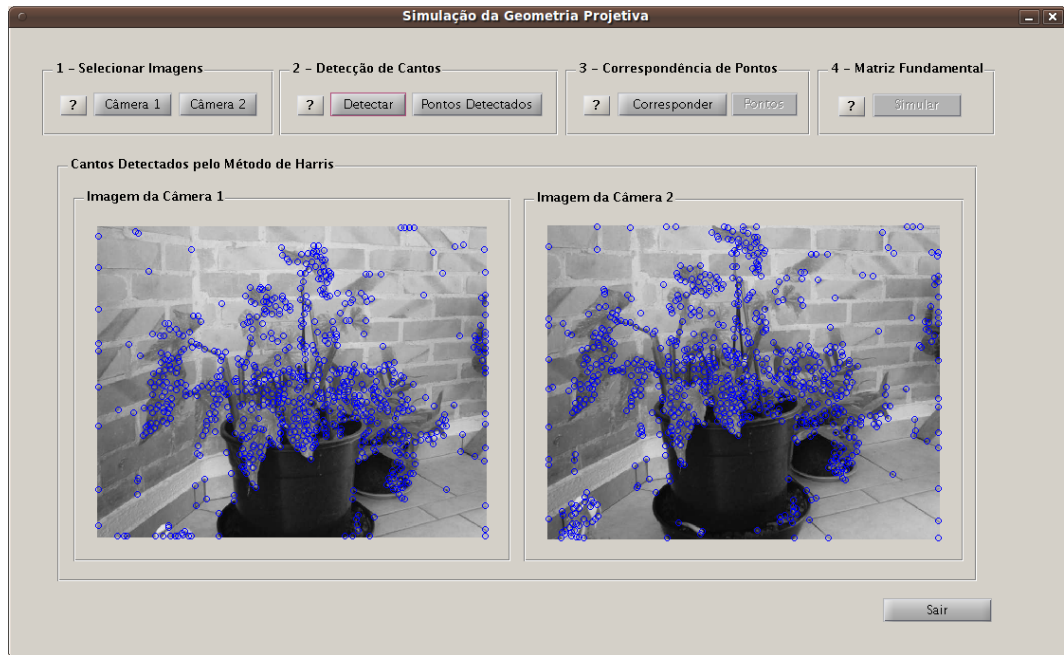 Simulação da Geometria Projetiva
1 - Selecionar Imagens
? Câmera 1 Câmera 2
2 - Detecção de Cantos
? Detectar Pontos Detectados
3 - Correspondência de Pontos
? Corresponder Pontos
4 - Matriz Fundamental
? Simular
Cantos Detectados pelo Método de Harris
Imagem da Câmera 1
Imagem da Câmera 2
Sair